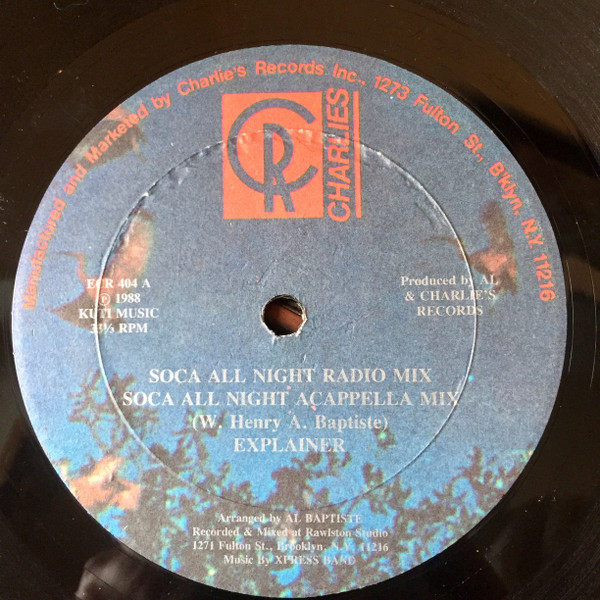 Manufactured and Marketed by Charlie's Records Inc., 1273 Fulton St., B'klyn, N.Y. 11216
CR
CHARLIES
ECR 404 A
℗ 1988
KUTI MUSIC
33⅓ RPM
Produced by AL
& CHARLIE'S
RECORDS
SOCA ALL NIGHT RADIO MIX
SOCA ALL NIGHT ACAPPELLA MIX
(W. Henry A. Baptiste)
EXPLAINER
Arranged by AL BAPTISTE
Recorded & Mixed of Rawlston Studio
1271 Fulton St., Brooklyn, N.Y. 11216
Music By XPRESS BAND